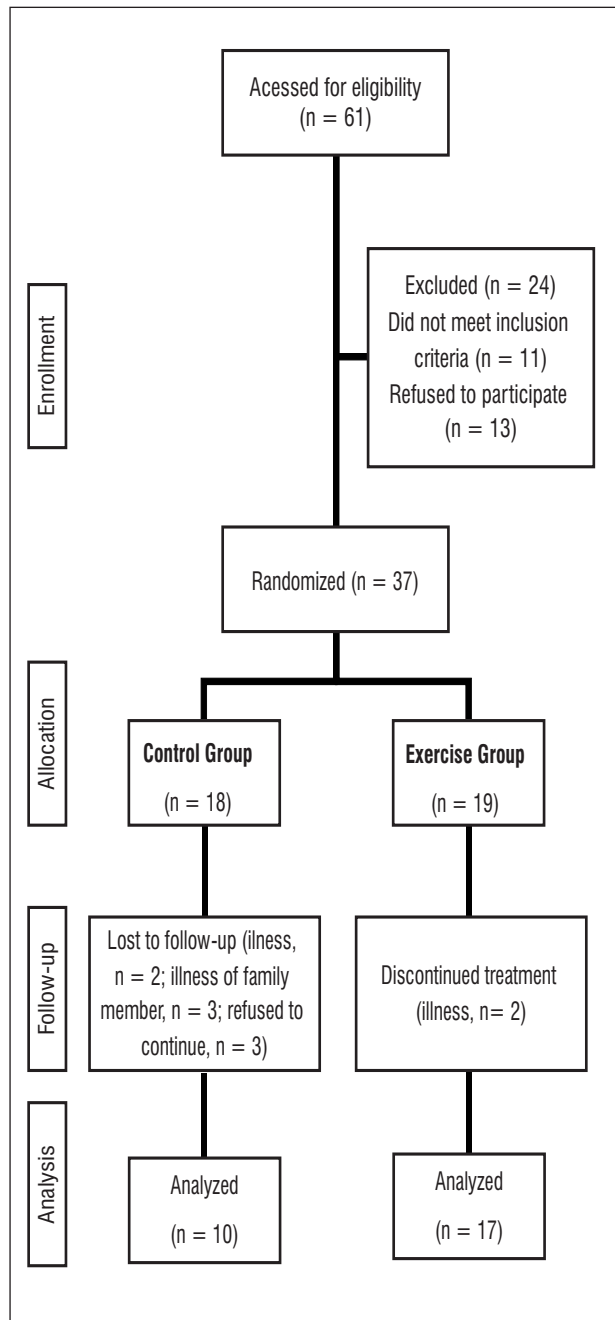 Acessed for eligibility
(n = 61)
Enrollment
Excluded (n = 24)
Did not meet inclusion
criteria (n = 11)
Refused to participate
(n = 13)
Randomized (n = 37)
Allocation
Control Group
(n = 18)
Exercise Group
(n = 19)
Follow-up
Lost to follow-up (ilness,
n = 2; illness of family
member, n = 3; refused to
continue, n = 3)
Discontinued treatment
(illness, n= 2)
Analysis
Analyzed
(n = 10)
Analyzed
(n = 17)